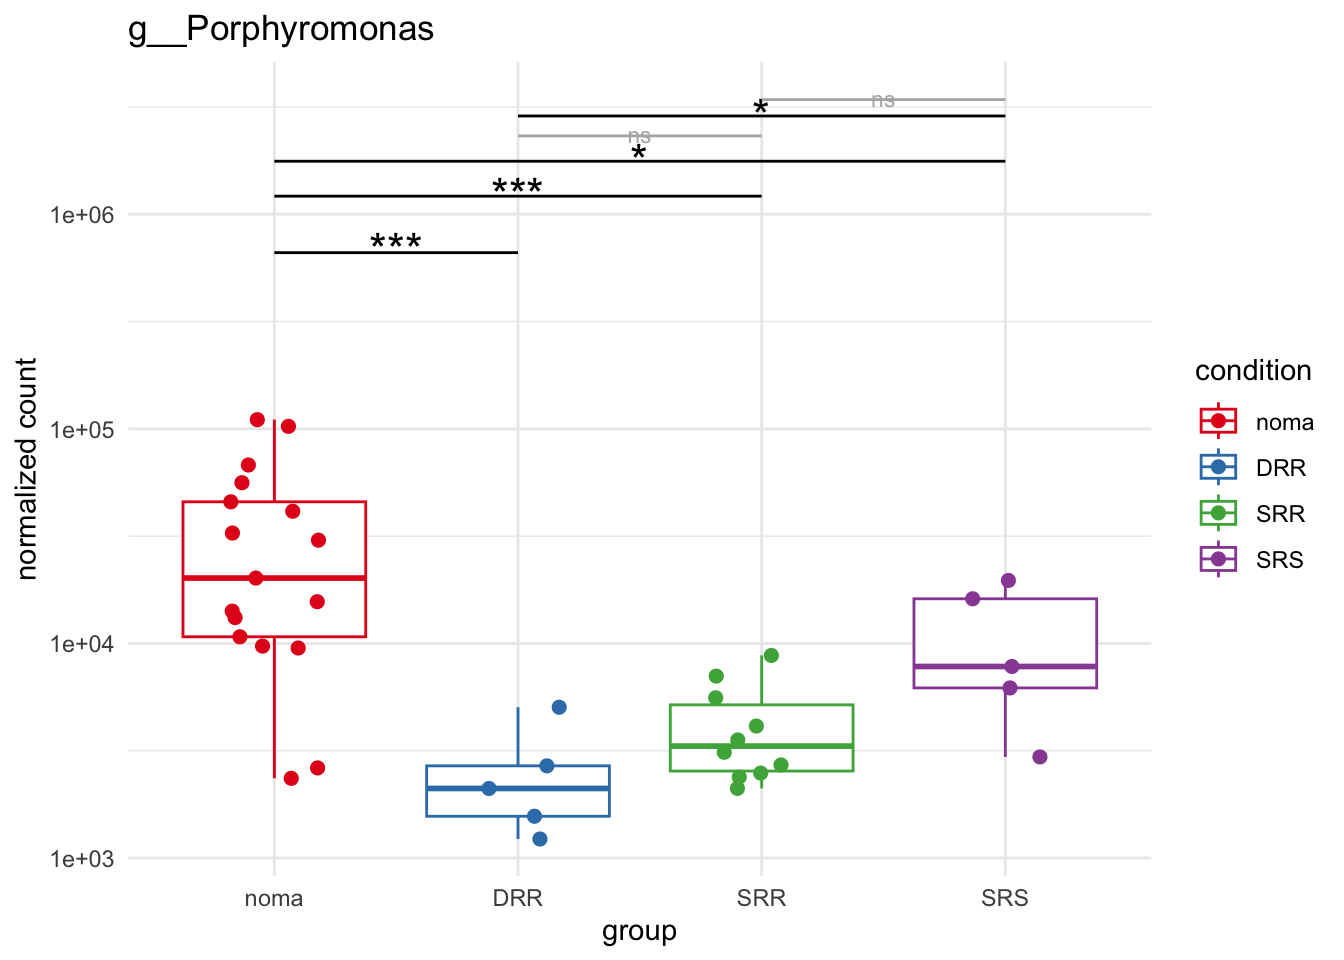 g__Porphyromonas
ns
*
ns
*
***
***
1e+06
1e+05
1e+04
1e+03
normalized count
noma DRR SRR SRS
group
condition
noma
DRR
SRR
SRS